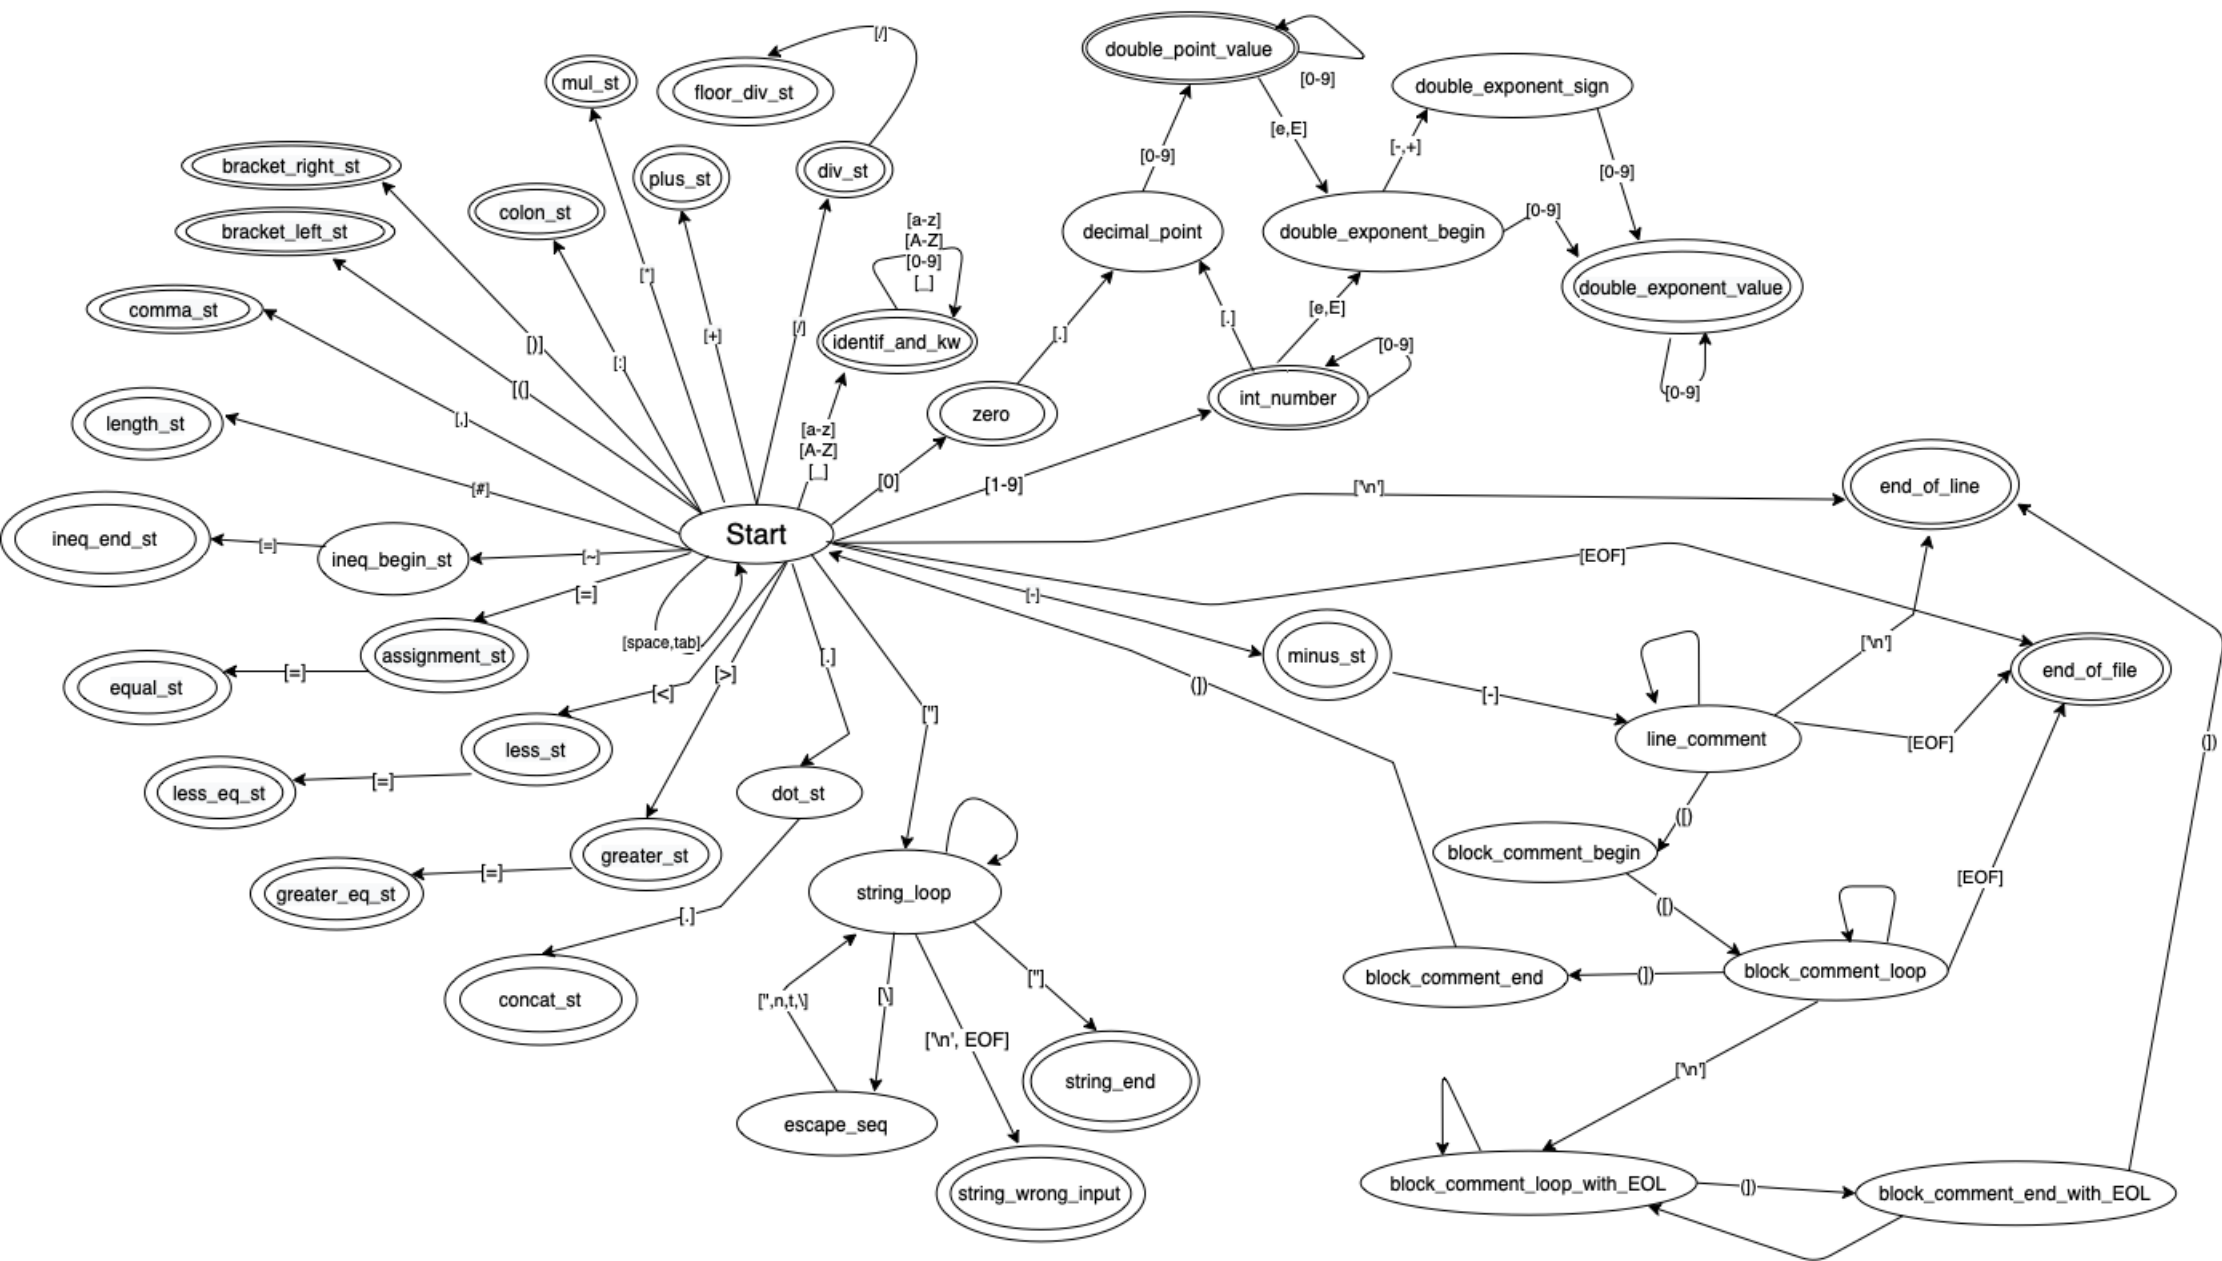 double_point_value
[0-9]
[/]
mul_st
floor_div_st
double_exponent_sign
[e,E]
[-,+]
bracket_right_st
plus_st
div_st
[0-9]
[0-9]
colon_st
bracket_left_st
[a-z]
[A-Z]
[0-9]
[_]
decimal_point
double_exponent_begin
[0-9]
[*]
double_exponent_value
comma_st
[)]
[:]
[+]
[/]
identif_and_kw
[.]
[.]
[e,E]
[0-9]
[0-9]
[(]
[,]
length_st
zero
int_number
[a-z]
[A-Z]
[_]
[#]
[0]
[1-9]
['\n']
end_of_line
Start
ineq_end_st
[=]
ineq_begin_st
[~]
[EOF]
[=]
[-]
[space,tab]
assignment_st
[.]
minus_st
['\n']
equal_st
[=]
[<]
[>]
(])
[-]
end_of_file
["]
line_comment
[EOF]
(])
less_st
less_eq_st
[=]
dot_st
([)
greater_st
block_comment_begin
[EOF]
greater_eq_st
[=]
string_loop
([)
[.]
block_comment_end
(])
block_comment_loop
concat_st
[",n,t,\]
[\]
["]
['\n', EOF]
['\n']
string_end
escape_seq
string_wrong_input
block_comment_loop_with_EOL
(])
block_comment_end_with_EOL